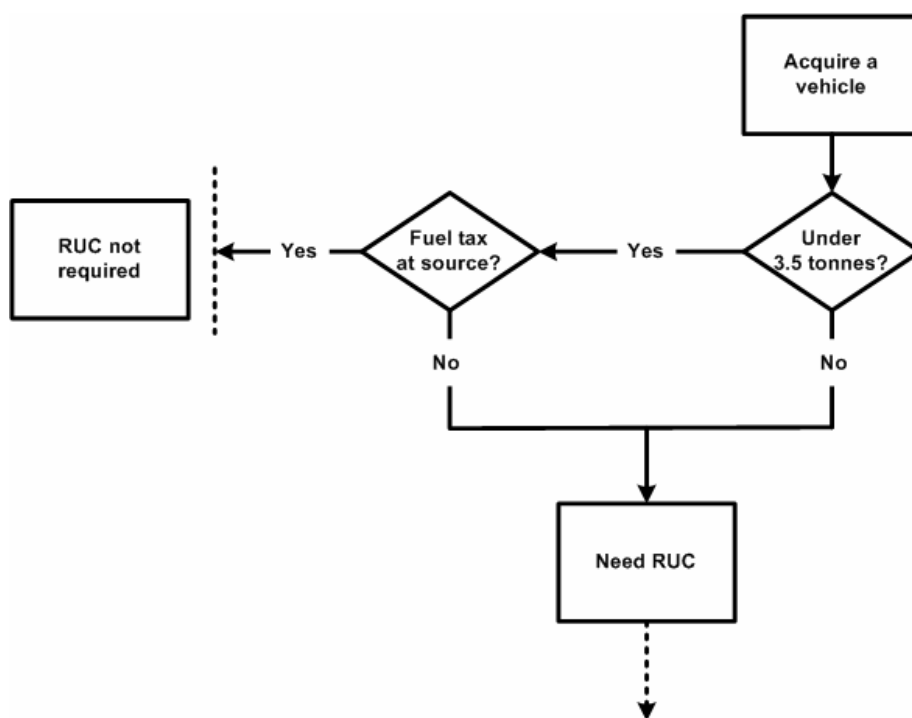 Acquire a
vehicle
Under
3.5 tonnes?
Yes
Fuel tax
at source?
Yes
RUC not
required
No
No
Need RUC